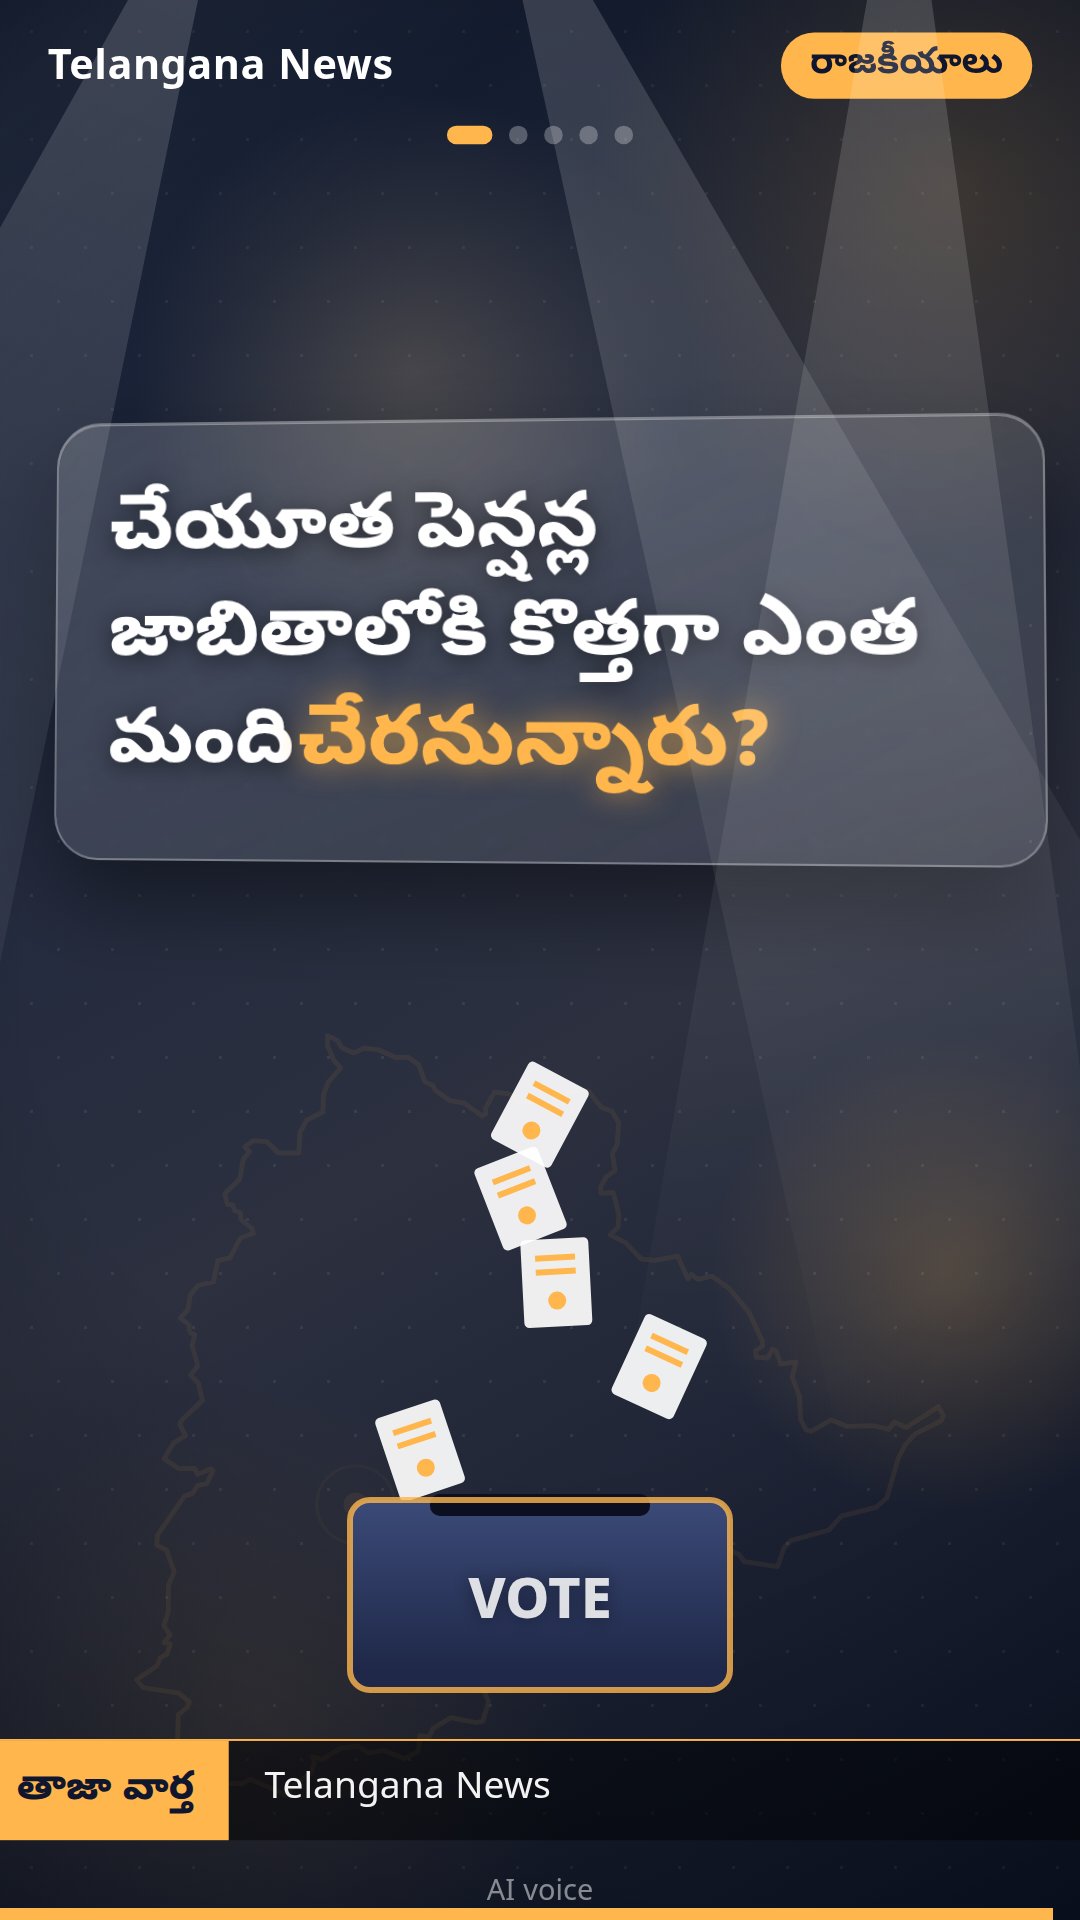 Telangana News
రాజకీయాలు
చేయూత పెన్షన్ల
జాబితాలోకి కొత్తగా ఎంత
మంది చేరనున్నారు?
VOTE
తాజా వార్త
Telangana News
AI voice